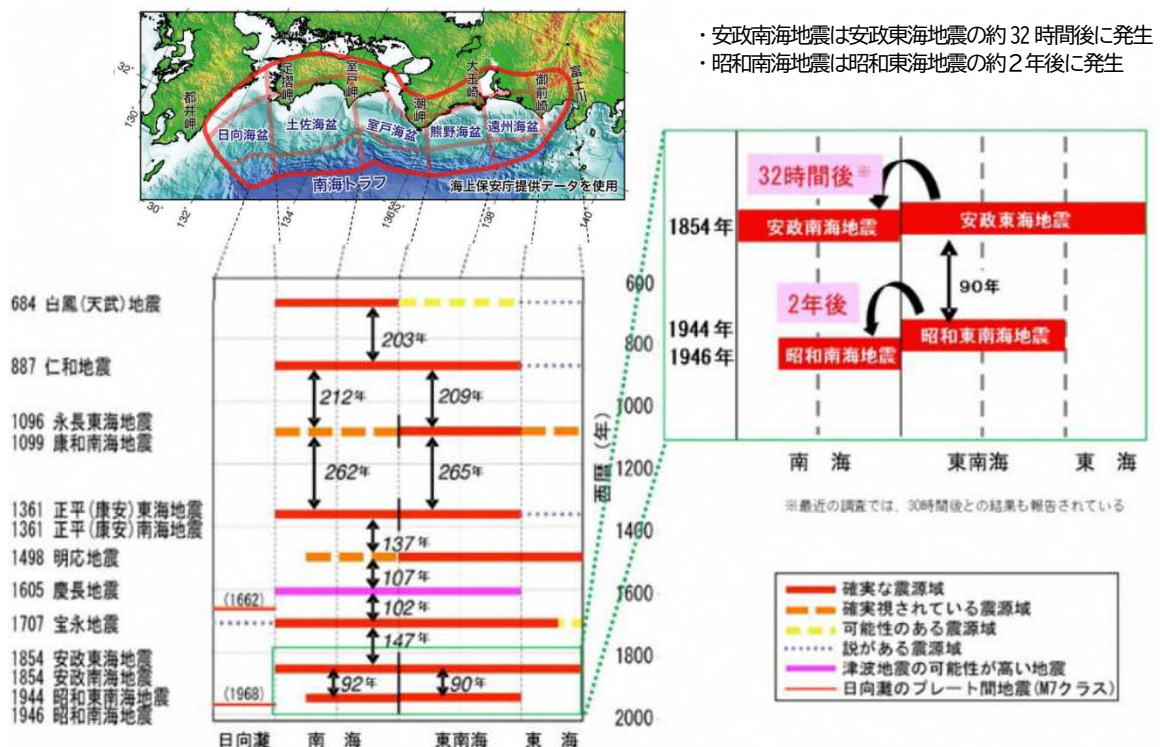 ・安政南海地震は安政東海地震の約 32 時間後に発生
・昭和南海地震は昭和東南海地震の約２年後に発生
32°
130°
都井岬
足摺岬
室戸岬
潮岬
大王崎
御前崎
富士川
日向海盆
土佐海盆
室戸海盆
熊野海盆
遠州海盆
南海トラフ
海上保安庁提供データを使用
30°
132°
134°
136°
138°
140°
684 白鳳(天武)地震
887 仁和地震
1096 永長東海地震
1099 康和南海地震
1361 正平(康安)東海地震
1361 正平(康安)南海地震
1498 明応地震
1605 慶長地震
1707 宝永地震
1854 安政東海地震
1854 安政南海地震
1944 昭和東南海地震
1946 昭和南海地震
(1662)
(1968)
203年
212年
209年
262年
265年
137年
107年
102年
147年
92年
90年
600
800
1000
1200
1400
1600
1800
2000
西暦（年）
日向灘
南 海
東南海
東 海
32時間後※
1854年
安政南海地震
安政東海地震
90年
2年後
1944年
1946年
昭和東南海地震
昭和南海地震
南 海
東南海
東 海
※最近の調査では、30時間後との結果も報告されている
確実な震源域
確実視されている震源域
可能性のある震源域
説がある震源域
津波地震の可能性が高い地震
日向灘のプレート間地震(M7クラス)